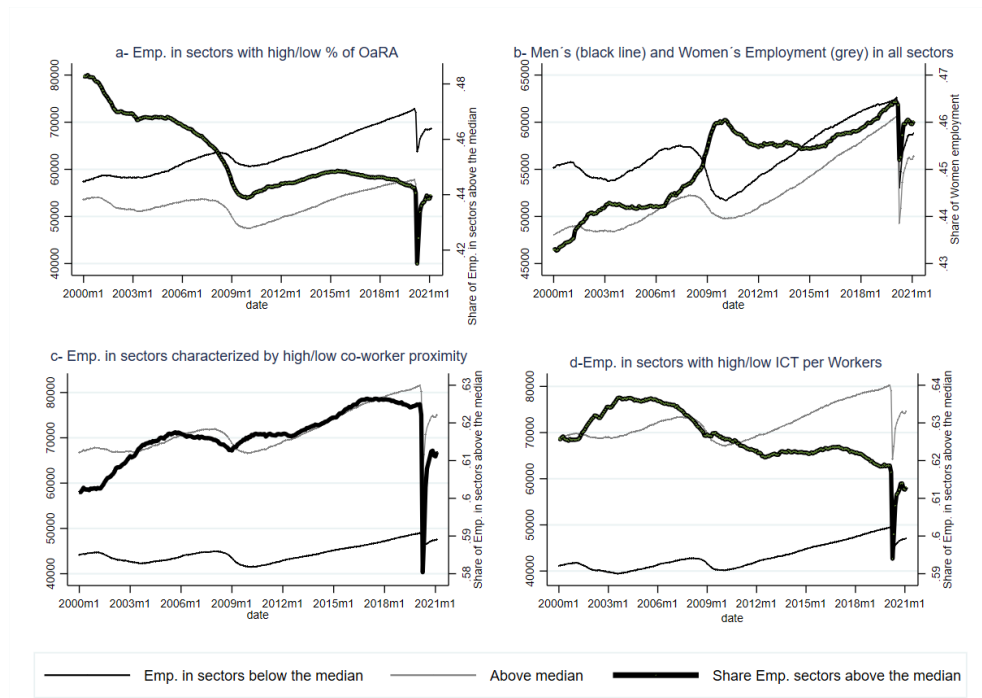 a- Emp. in sectors with high/low % of OaRA
80000
70000
60000
50000
40000
.48
.46
.44
.42
Share of Emp. in sectors above the median
2000m1 2003m1 2006m1 2009m1 2012m1 2015m1 2018m1 2021m1
date
b- Men´s (black line) and Women´s Employment (grey) in all sectors
65000
60000
55000
50000
45000
.47
.46
.45
.44
.43
Share of Women employment
2000m1 2003m1 2006m1 2009m1 2012m1 2015m1 2018m1 2021m1
date
c- Emp. in sectors characterized by high/low co-worker proximity
80000
70000
60000
50000
40000
.63
.62
.61
.6
.59
.58
Share of Emp. in sectors above the median
2000m1 2003m1 2006m1 2009m1 2012m1 2015m1 2018m1 2021m1
date
d-Emp. in sectors with high/low ICT per Workers
80000
70000
60000
50000
40000
.64
.63
.62
.61
.6
.59
Share of Emp. in sectors above the median
2000m1 2003m1 2006m1 2009m1 2012m1 2015m1 2018m1 2021m1
date
Emp. in sectors below the median Above median Share Emp. sectors above the median